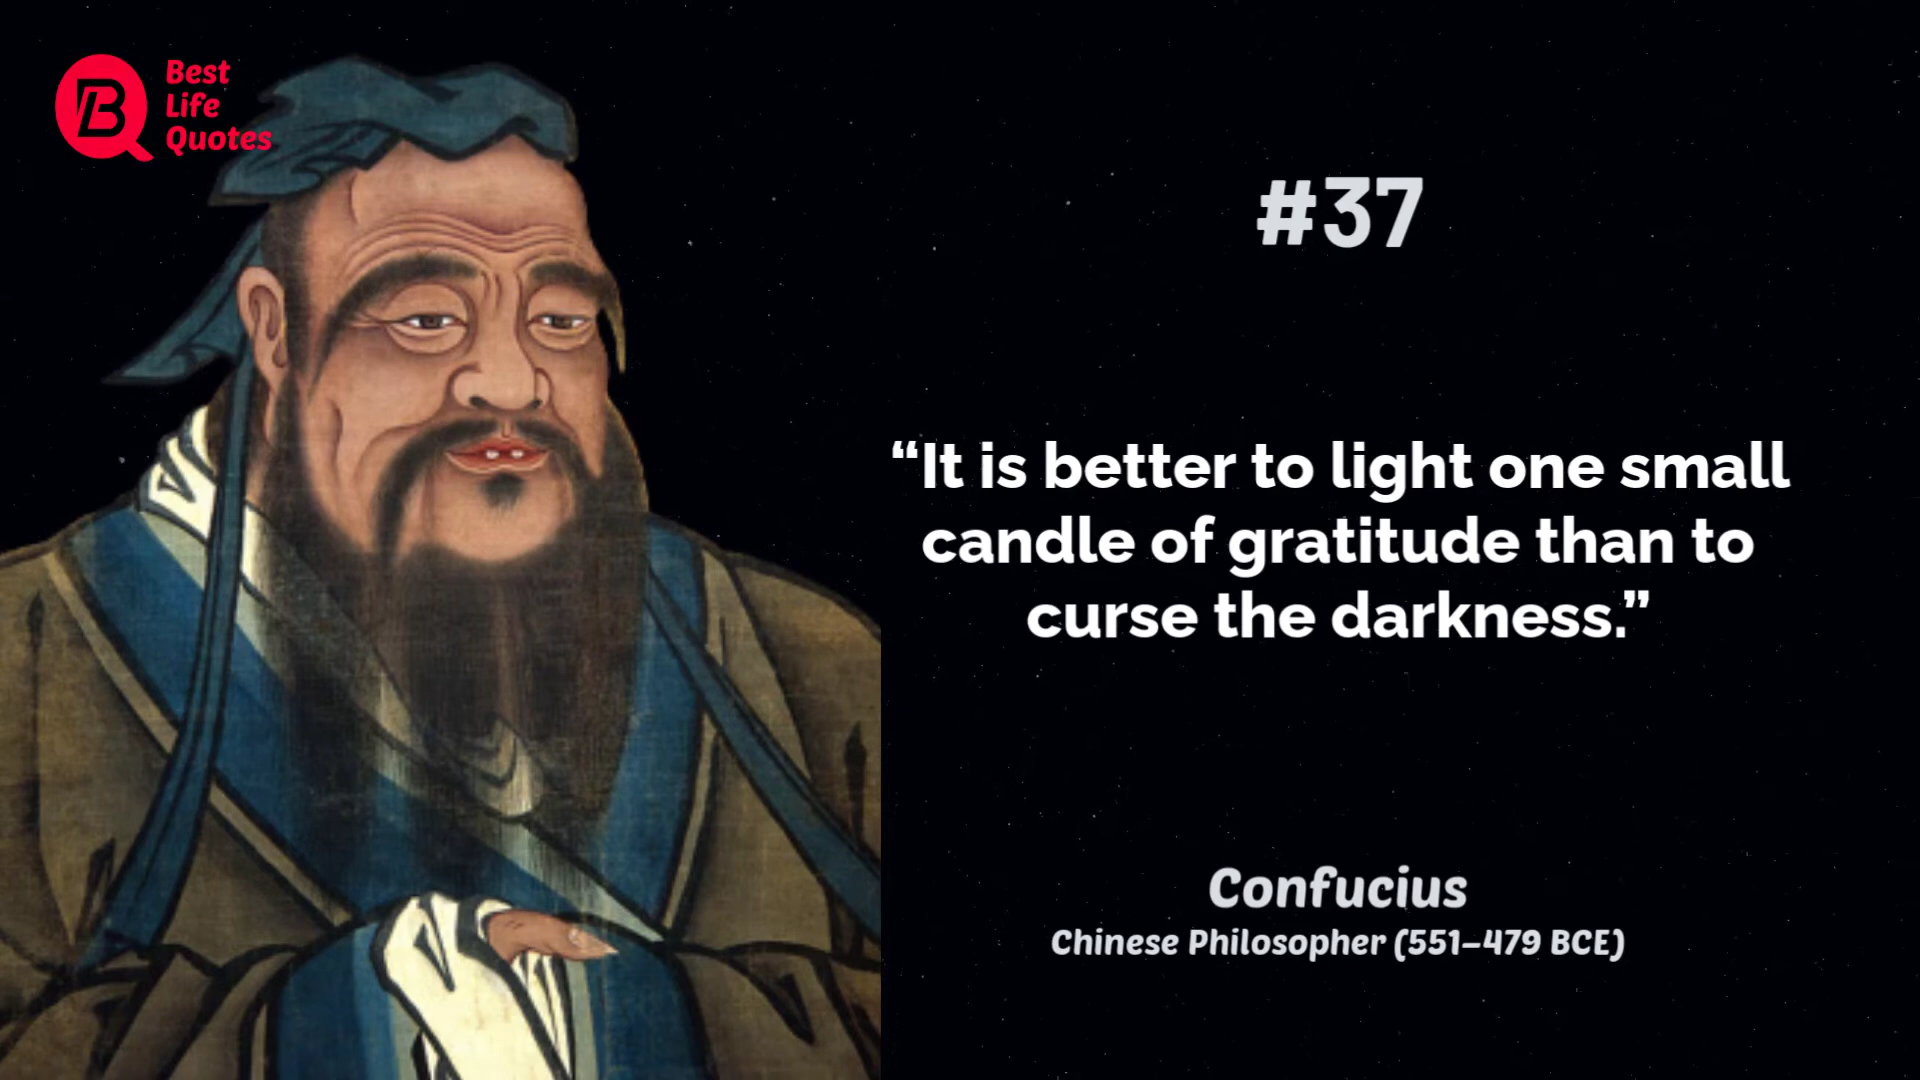 Best
Life
Quotes
#37
“It is better to light one small
candle of gratitude than to
curse the darkness.”
Confucius
Chinese Philosopher (551–479 BCE)